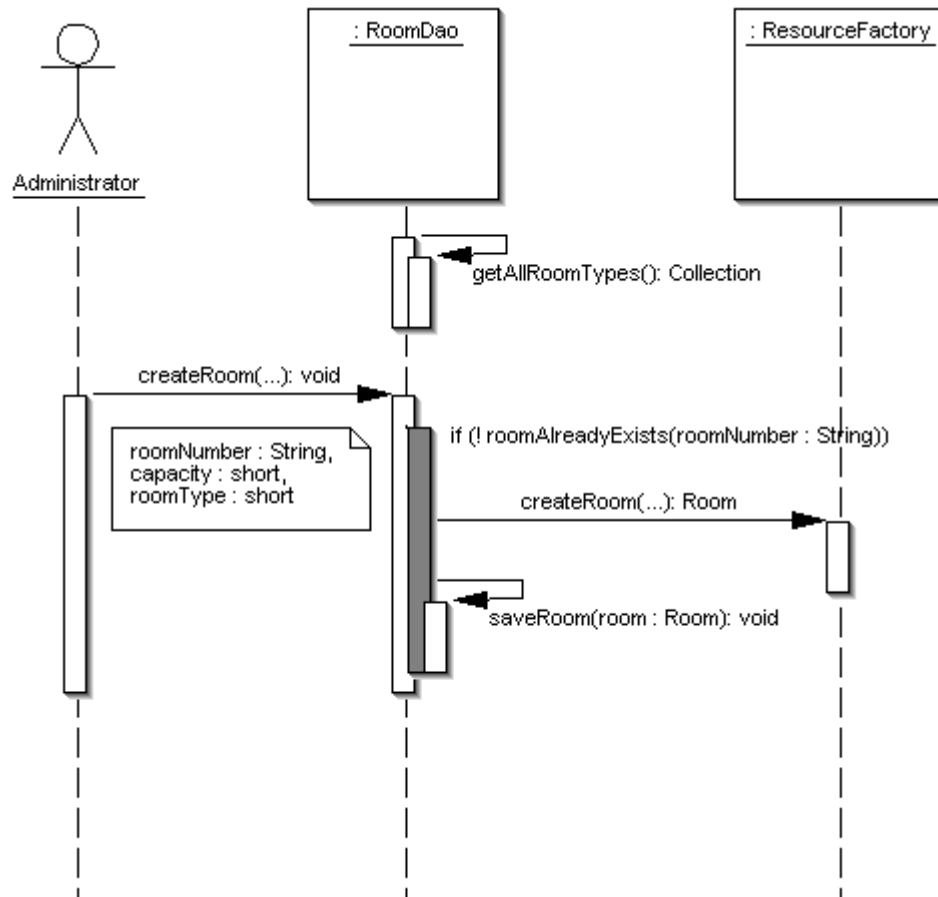 : RoomDao
: ResourceFactory
Administrator
getAllRoomTypes(): Collection
createRoom(...): void
if (! roomAlreadyExists(roomNumber : String))
roomNumber : String,
capacity : short,
roomType : short
createRoom(...): Room
saveRoom(room : Room): void